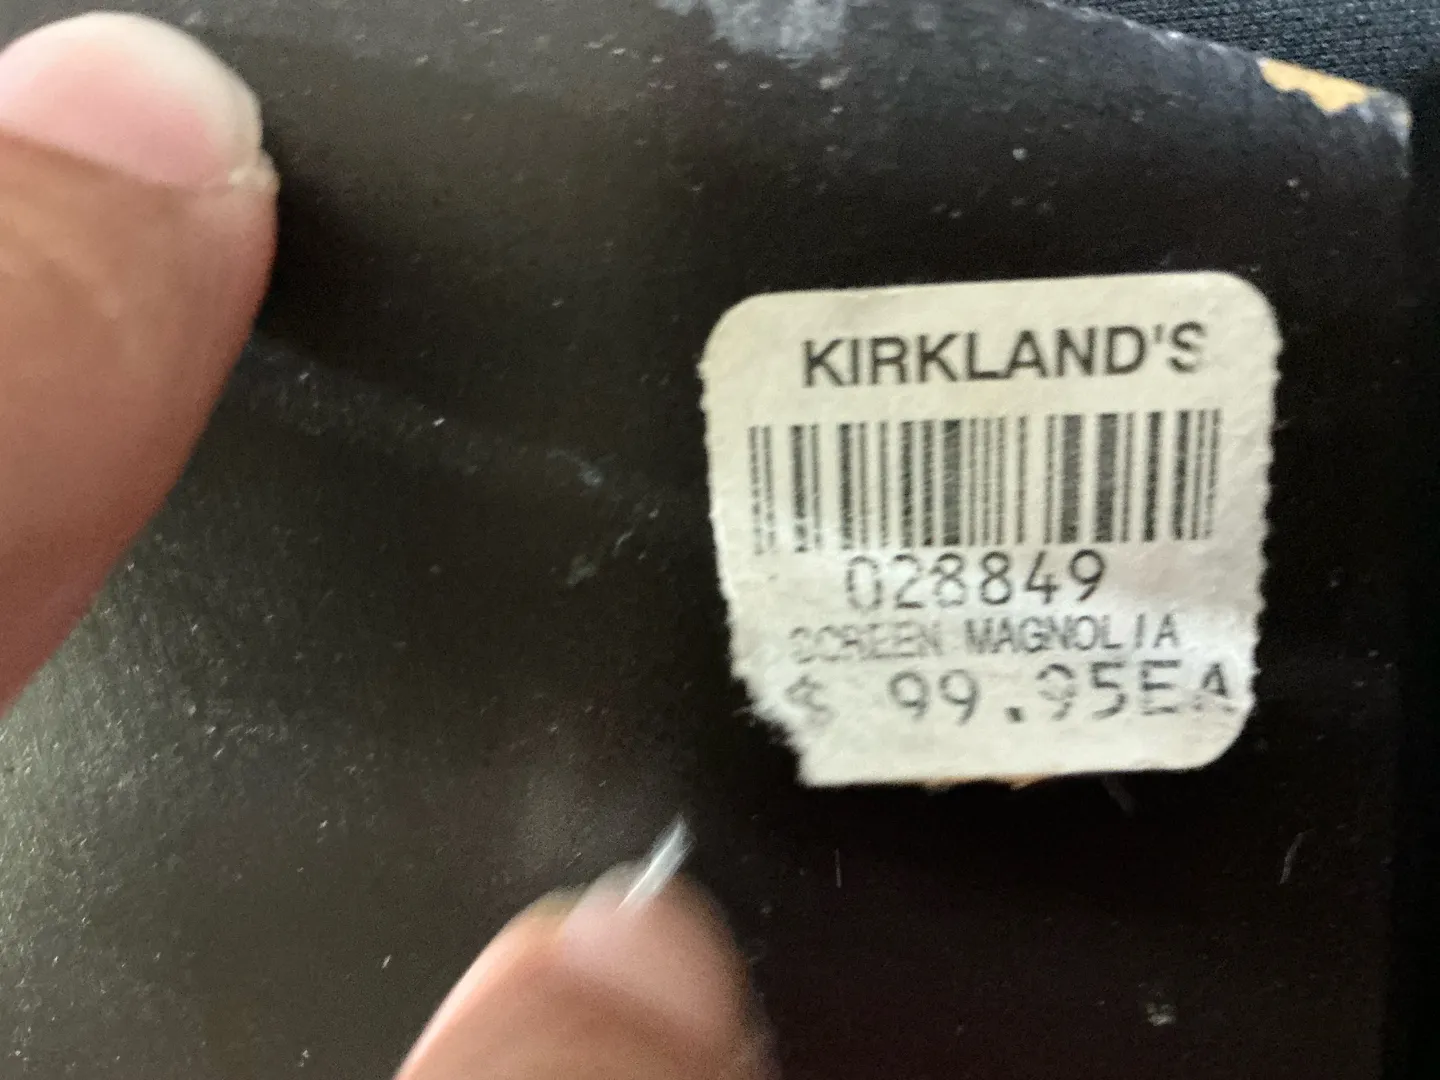 KIRKLAND'S
028849
SCREEN MAGNOLIA
$ 99.95EA